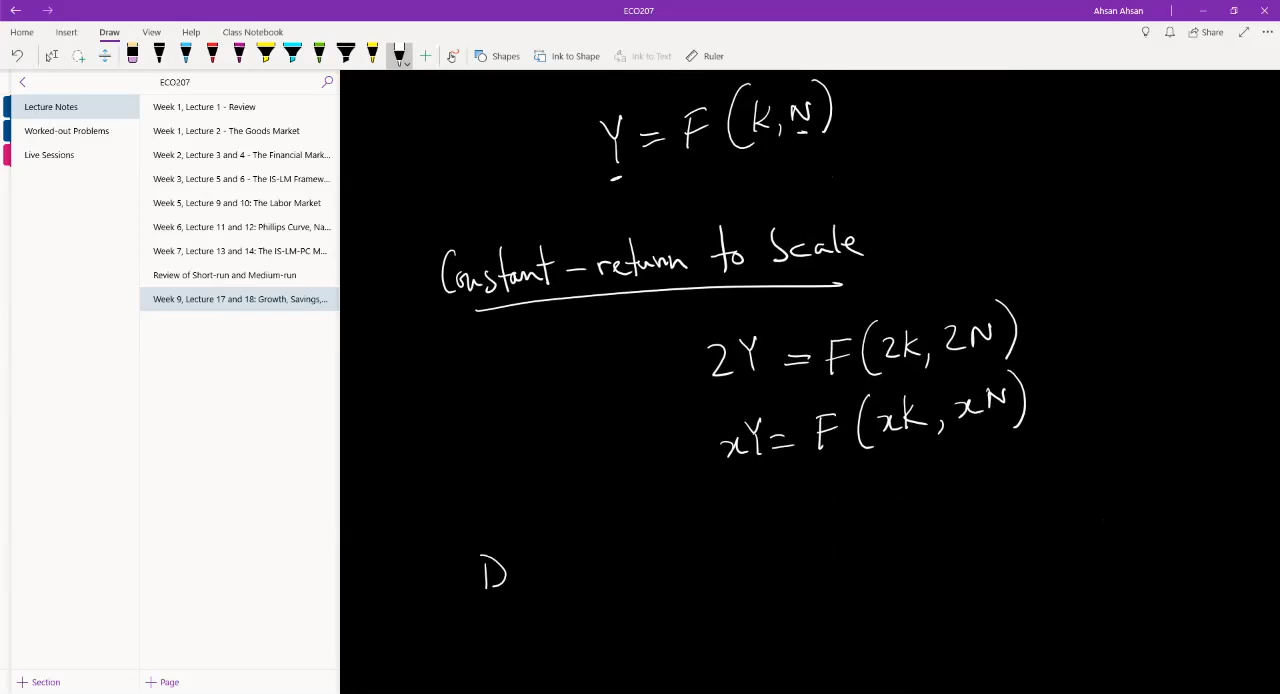 ECO207
Ahsan Ahsan
Home Insert Draw View Help Class Notebook
Share
Shapes Ink to Shape Ink to Text Ruler
ECO207
Lecture Notes
Worked-out Problems
Live Sessions
Week 1, Lecture 1 - Review
Week 1, Lecture 2 - The Goods Market
Week 2, Lecture 3 and 4 - The Financial Mark...
Week 3, Lecture 5 and 6 - The IS-LM Framew...
Week 5, Lecture 9 and 10: The Labor Market
Week 6, Lecture 11 and 12: Phillips Curve, Na...
Week 7, Lecture 13 and 14: The IS-LM-PC M...
Review of Short-run and Medium-run
Week 9, Lecture 17 and 18: Growth, Savings,...
+ Section
+ Page
Y = F(K, N)
Constant-return to Scale
2Y = F(2K, 2N)
xY = F(xK, xN)
D